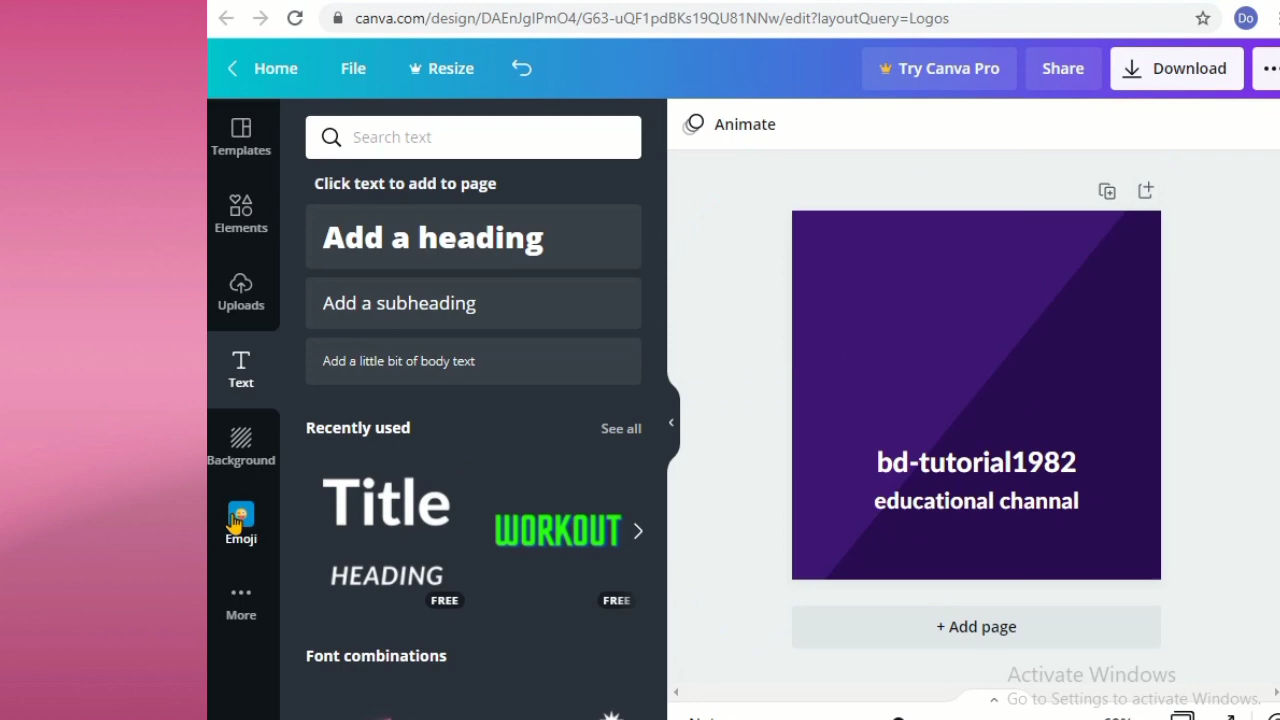 canva.com/design/DAEnJgIPmO4/G63-uQF1pdBKs19QU81NNw/edit?layoutQuery=Logos
Do
Home
File
Resize
Try Canva Pro
Share
Download
Templates
Elements
Uploads
Text
Background
Emoji
More
Search text
Click text to add to page
Add a heading
Add a subheading
Add a little bit of body text
Recently used
See all
Title
HEADING
FREE
WORKOUT
FREE
Font combinations
Animate
bd-tutorial1982
educational channal
+ Add page
Activate Windows
Go to Settings to activate Windows.